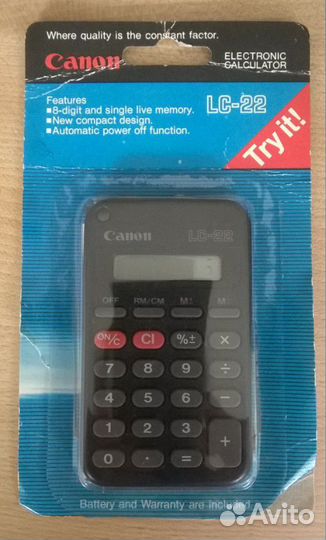 Where quality is the constant factor.
Canon
ELECTRONIC
CALCULATOR
Features
LC-22
■8-digit and single live memory.
■New compact design.
■Automatic power off function.
Try it!
Canon LC-22
OFF RM/CM M± M
ON/C CI %± ×
7 8 9 ÷
4 5 6 −
1 2 3 +
0 · =
Battery and Warranty are included.
Avito